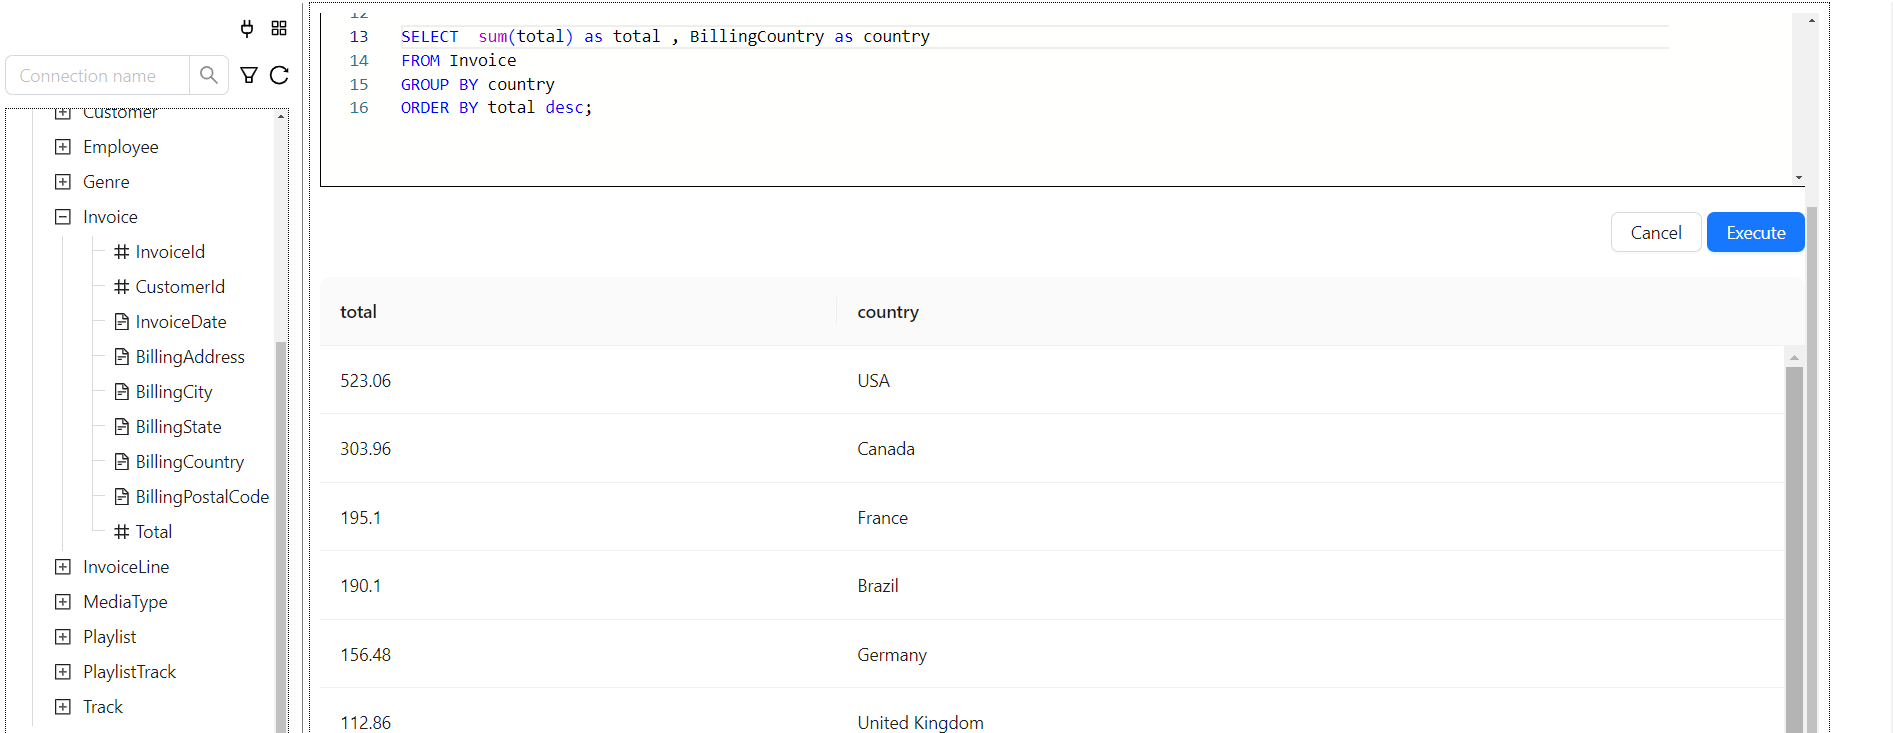 Connection name
Customer
Employee
Genre
Invoice
InvoiceId
CustomerId
InvoiceDate
BillingAddress
BillingCity
BillingState
BillingCountry
BillingPostalCode
Total
InvoiceLine
MediaType
Playlist
PlaylistTrack
Track
12
13 SELECT  sum(total) as total , BillingCountry as country
14 FROM Invoice
15 GROUP BY country
16 ORDER BY total desc;
Cancel Execute
total country
523.06 USA
303.96 Canada
195.1 France
190.1 Brazil
156.48 Germany
112.86 United Kingdom